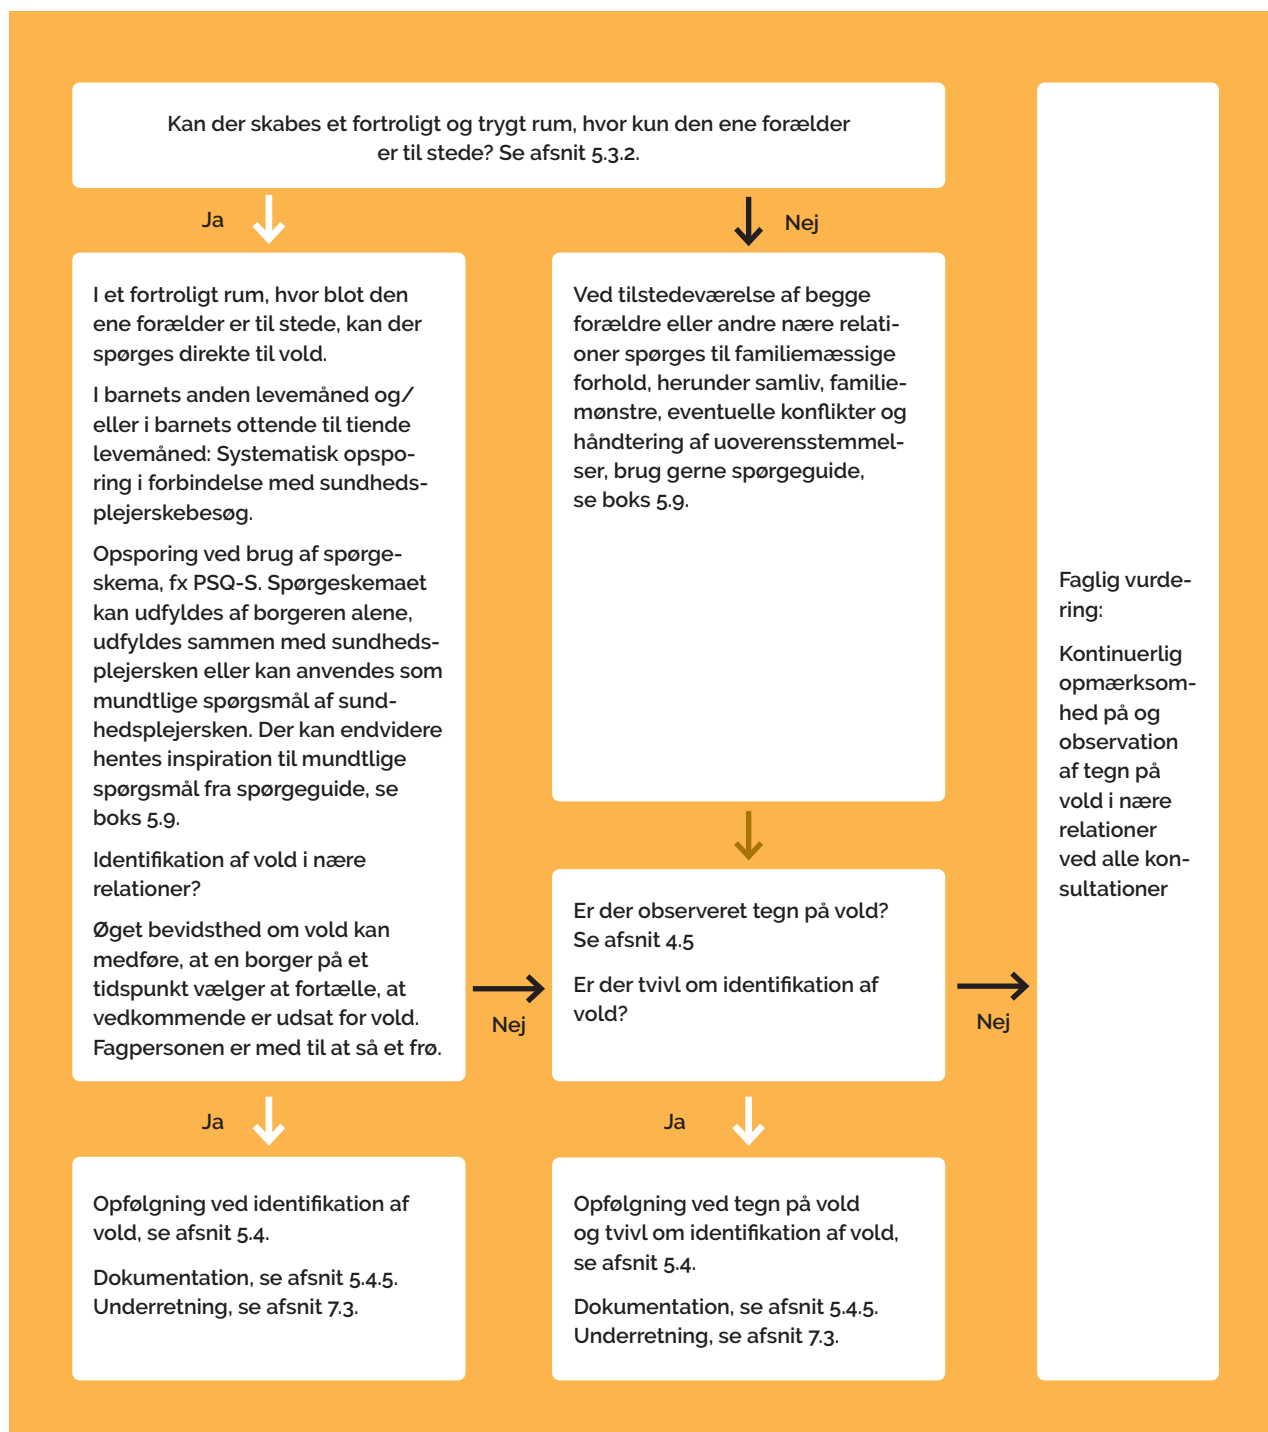 Kan der skabes et fortroligt og trygt rum, hvor kun den ene forælder
er til stede? Se afsnit 5.3.2.
Ja
Nej
I et fortroligt rum, hvor blot den
ene forælder er til stede, kan der
spørges direkte til vold.
I barnets anden levemåned og/
eller i barnets ottende til tiende
levemåned: Systematisk opspo-
ring i forbindelse med sundheds-
plejerskebesøg.
Opsporing ved brug af spørge-
skema, fx PSQ-S. Spørgeskemaet
kan udfyldes af borgeren alene,
udfyldes sammen med sundheds-
plejersken eller kan anvendes som
mundtlige spørgsmål af sund-
hedsplejersken. Der kan endvidere
hentes inspiration til mundtlige
spørgsmål fra spørgeguide, se
boks 5.9.
Identifikation af vold i nære
relationer?
Øget bevidsthed om vold kan
medføre, at en borger på et
tidspunkt vælger at fortælle, at
vedkommende er udsat for vold.
Fagpersonen er med til at så et frø.
Ved tilstedeværelse af begge
forældre eller andre nære relati-
oner spørges til familiemæssige
forhold, herunder samliv, familie-
mønstre, eventuelle konflikter og
håndtering af uoverensstemmel-
ser, brug gerne spørgeguide,
se boks 5.9.
Nej
Er der observeret tegn på vold?
Se afsnit 4.5
Er der tvivl om identifikation af
vold?
Nej
Faglig vurde-
ring:
Kontinuerlig
opmærksom-
hed på og
observation
af tegn på
vold i nære
relationer
ved alle kon-
sultationer
Ja
Ja
Opfølgning ved identifikation af
vold, se afsnit 5.4.
Dokumentation, se afsnit 5.4.5.
Underretning, se afsnit 7.3.
Opfølgning ved tegn på vold
og tvivl om identifikation af vold,
se afsnit 5.4.
Dokumentation, se afsnit 5.4.5.
Underretning, se afsnit 7.3.